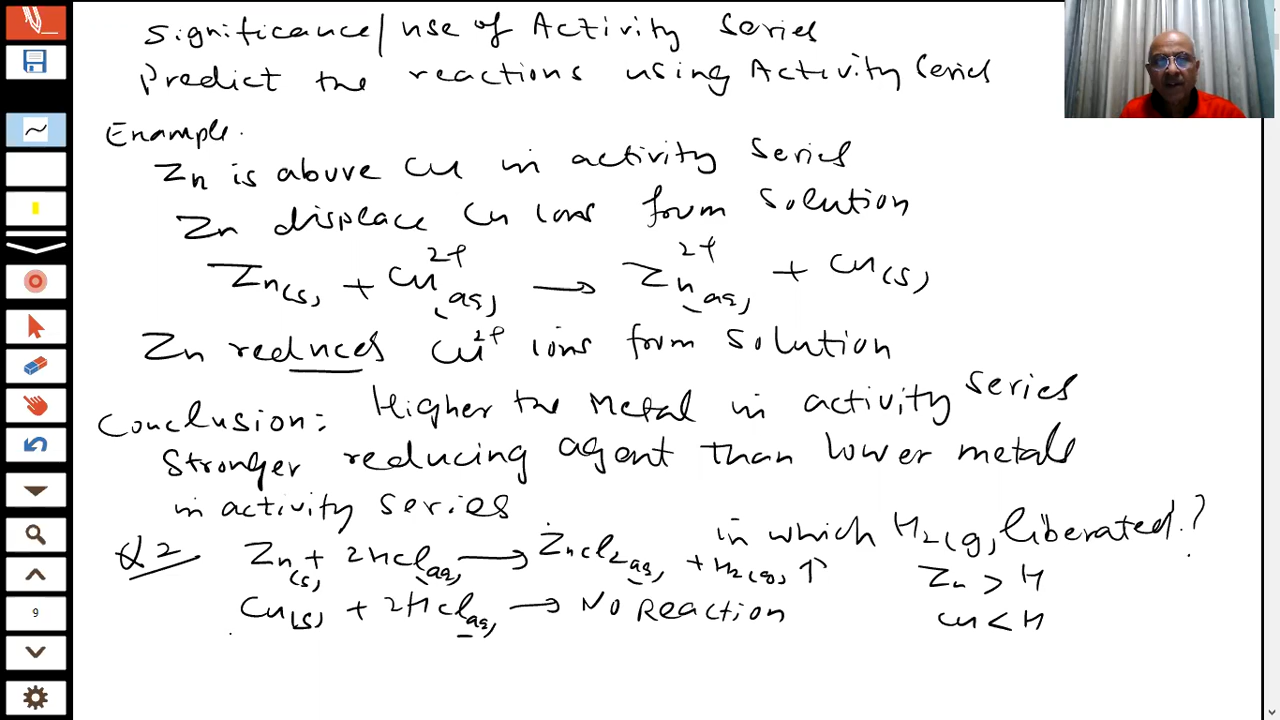 Significance/use of Activity Series
Predict the reactions using Activity Series
Example.
Zn is above Cu in activity Series
Zn displace Cu ions from Solution
Zn(s) + Cu²⁺(aq) → Zn²⁺(aq) + Cu(s)
Zn reduces Cu²⁺ ions from Solution
Conclusion: Higher the Metal in activity Series
Stronger reducing agent than lower metals
in activity series
Q2 Zn(s) + 2HCl(aq) → ZnCl₂(aq) + H₂(g) ↑
in which H₂(g) liberated?
Zn > H
Cu(s) + 2HCl(aq) → No Reaction
Cu < H
9